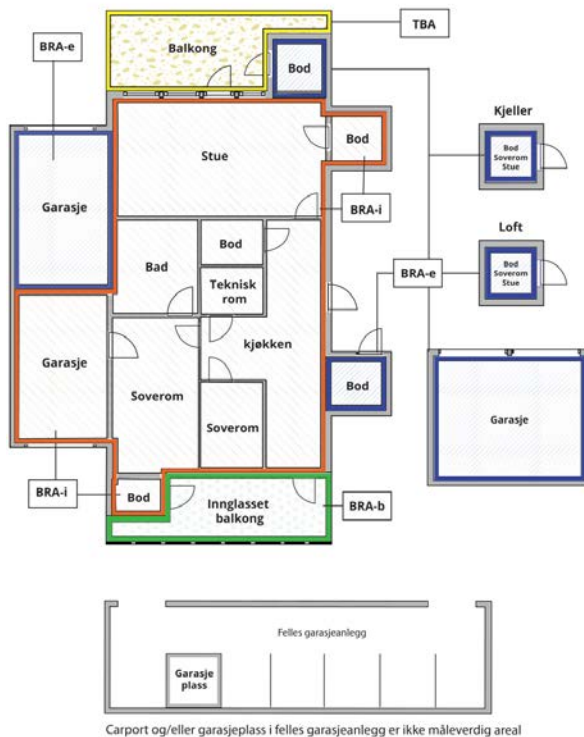 BRA-e
Balkong
TBA
Bod
Kjeller
Stue
Bod
Bod
Soverom
Stue
Garasje
BRA-i
Loft
Bad
Bod
Teknisk
rom
BRA-e
Bod
Soverom
Stue
Garasje
kjøkken
Soverom
Soverom
Bod
Garasje
BRA-i
Bod
Innglasset
balkong
BRA-b
Felles garasjeanlegg
Garasje
plass
Carport og/eller garasjeplass i felles garasjeanlegg er ikke måleverdig areal